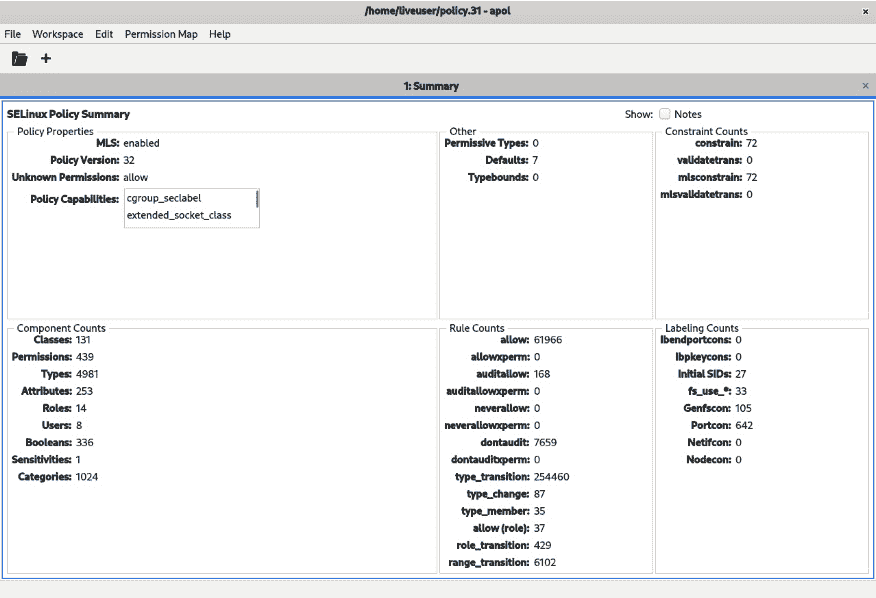 /home/liveuser/policy.31 - apol
File Workspace Edit Permission Map Help
1: Summary
SELinux Policy Summary
Show: Notes
Policy Properties
MLS: enabled
Policy Version: 32
Unknown Permissions: allow
Policy Capabilities: cgroup_seclabel
extended_socket_class
Other
Permissive Types: 0
Defaults: 7
Typebounds: 0
Constraint Counts
constrain: 72
validatetrans: 0
mlsconstrain: 72
mlsvalidatetrans: 0
Component Counts
Classes: 131
Permissions: 439
Types: 4981
Attributes: 253
Roles: 14
Users: 8
Booleans: 336
Sensitivities: 1
Categories: 1024
Rule Counts
allow: 61966
allowxperm: 0
auditallow: 168
auditallowxperm: 0
neverallow: 0
neverallowxperm: 0
dontaudit: 7659
dontauditxperm: 0
type_transition: 254460
type_change: 87
type_member: 35
allow (role): 37
role_transition: 429
range_transition: 6102
Labeling Counts
Ibendportcons: 0
Ibpkeycons: 0
Initial SIDs: 27
fs_use_*: 33
Genfscon: 105
Portcon: 642
Netifcon: 0
Nodecon: 0